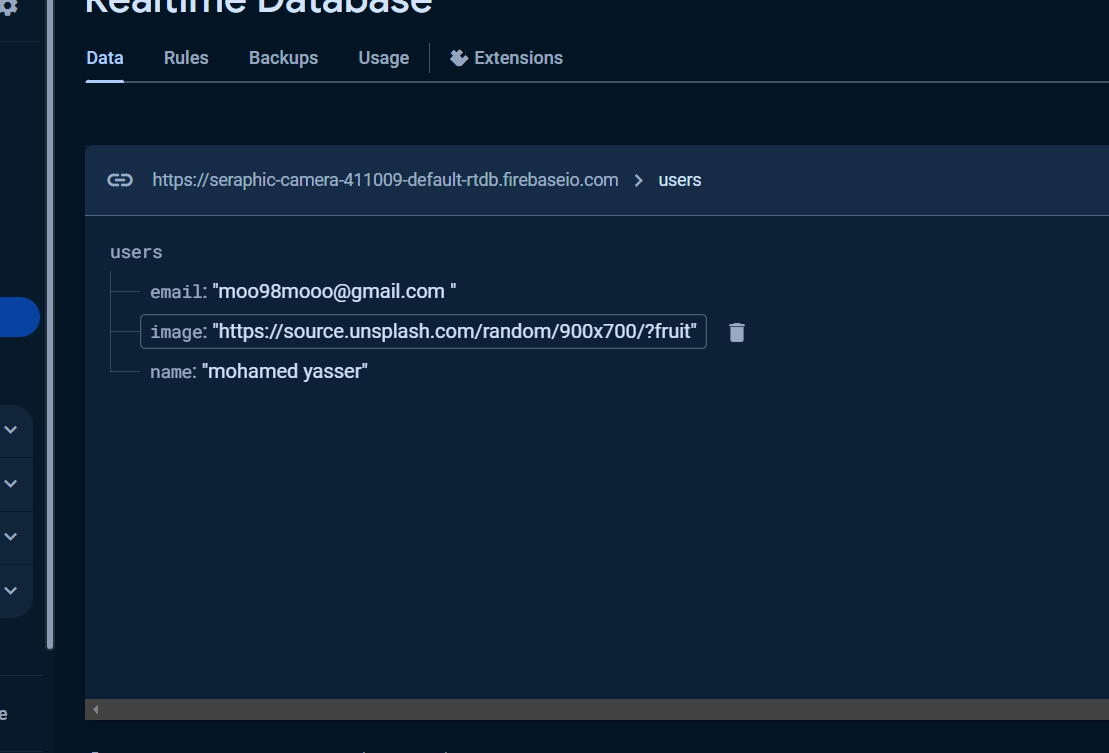 Realtime Database
Data Rules Backups Usage Extensions
https://seraphic-camera-411009-default-rtdb.firebaseio.com > users
users
email: "moo98mooo@gmail.com "
image: "https://source.unsplash.com/random/900x700/?fruit"
name: "mohamed yasser"
e